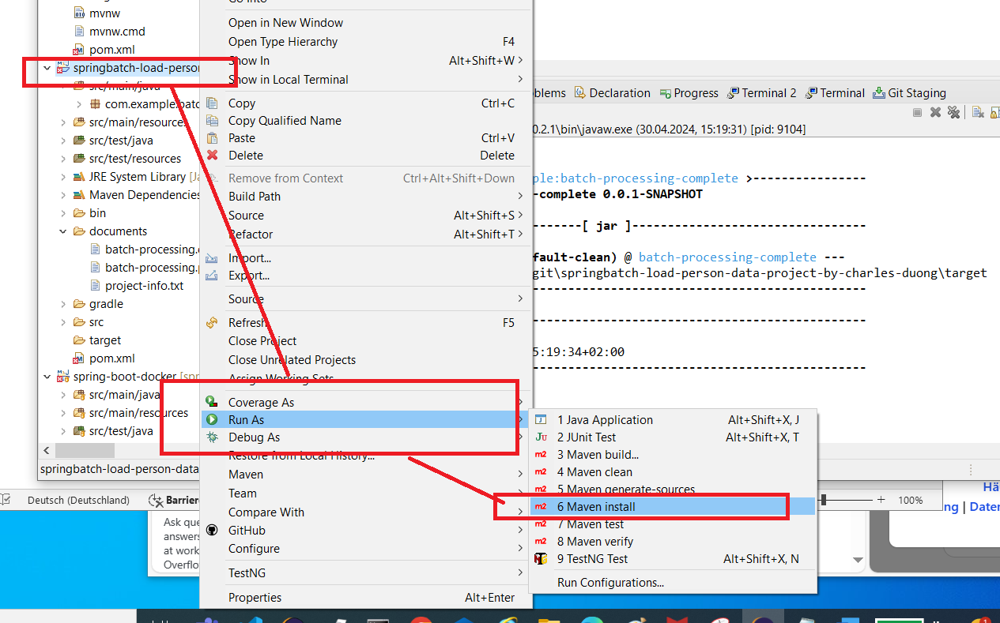 Go Into
mvnw
mvnw.cmd
pom.xml
springbatch-load-person
src/main/java
com.example.batc
src/main/resources
src/test/java
src/test/resources
JRE System Library [Ja
Maven Dependencies
bin
documents
batch-processing.
batch-processing.
project-info.txt
gradle
src
target
pom.xml
spring-boot-docker [spr
src/main/java
src/main/resources
src/test/java
springbatch-load-person-data
Open in New Window
Open Type Hierarchy F4
Show In Alt+Shift+W >
Show in Local Terminal >
Copy Ctrl+C
Copy Qualified Name
Paste Ctrl+V
Delete Delete
Remove from Context Ctrl+Alt+Shift+Down
Build Path >
Source Alt+Shift+S >
Refactor Alt+Shift+T >
Import...
Export...
Source >
Refresh F5
Close Project
Close Unrelated Projects
Assign Working Sets...
Coverage As >
Run As >
Debug As >
Restore from Local History...
Maven >
Team >
Compare With >
GitHub >
Configure >
TestNG >
Properties Alt+Enter
1 Java Application Alt+Shift+X, J
Ju 2 JUnit Test Alt+Shift+X, T
m2 3 Maven build...
m2 4 Maven clean
m2 5 Maven generate-sources
m2 6 Maven install
m2 7 Maven test
m2 8 Maven verify
9 TestNG Test Alt+Shift+X, N
Run Configurations...
oblems Declaration Progress Terminal 2 Terminal Git Staging
0.2.1\bin\javaw.exe (30.04.2024, 15:19:31) [pid: 9104]
ple:batch-processing-complete >----------------
-complete 0.0.1-SNAPSHOT
-------[ jar ]---------------------------------
fault-clean) @ batch-processing-complete ---
git\springbatch-load-person-data-project-by-charles-duong\target
-----------------------------------------------
-----------------------------------------------
5:19:34+02:00
-----------------------------------------------
Deutsch (Deutschland) Barrier
100%
Ask que
answers
at work
Overflo
Hä
ng | Daten